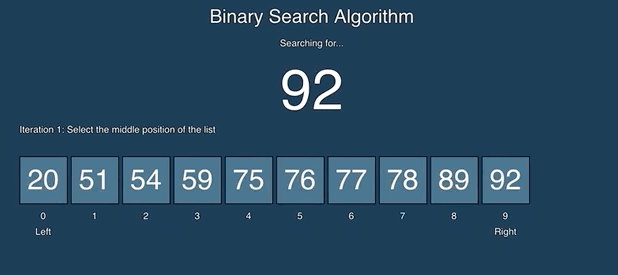 Binary Search Algorithm
Searching for...
92
Iteration 1: Select the middle position of the list
20 51 54 59 75 76 77 78 89 92
0 1 2 3 4 5 6 7 8 9
Left Right